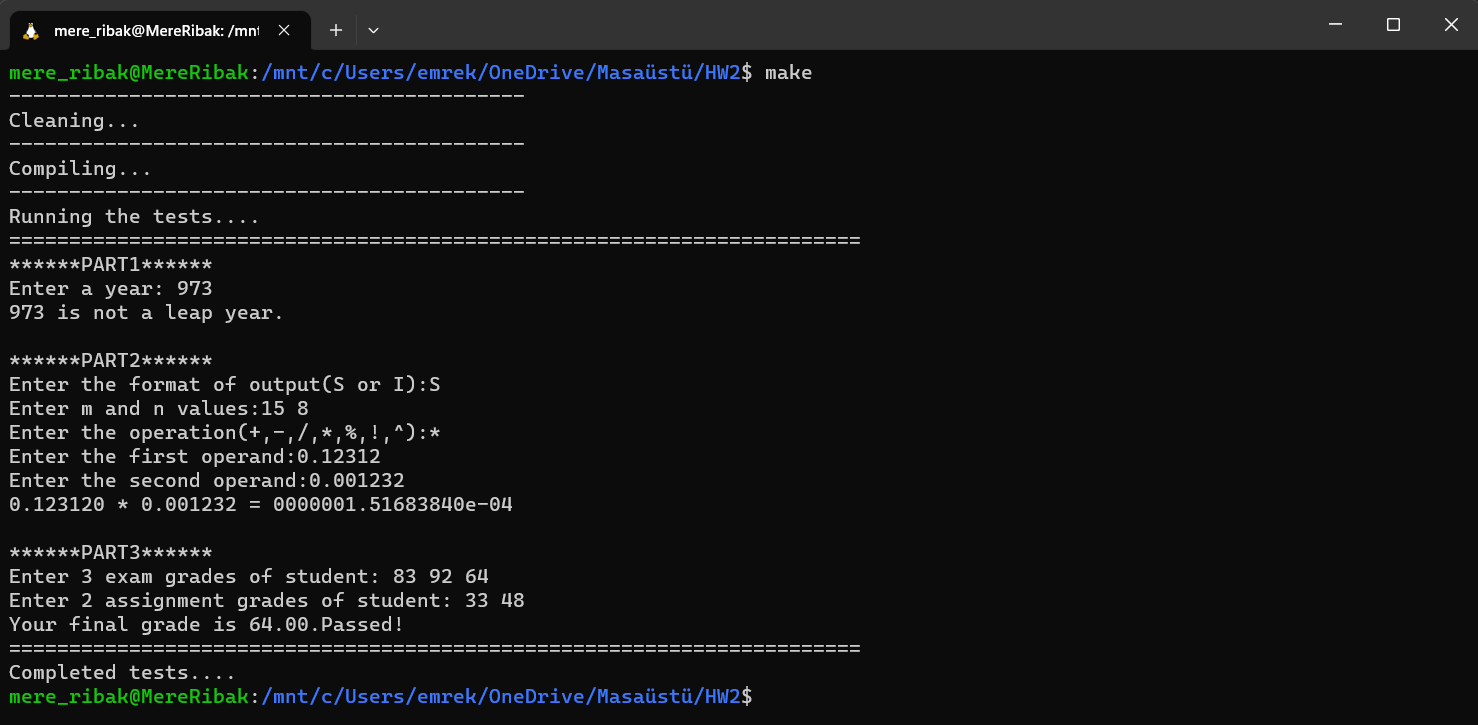 mere_ribak@MereRibak: /mnt
mere_ribak@MereRibak:/mnt/c/Users/emrek/OneDrive/Masaüstü/HW2$ make
-------------------------------------------
Cleaning...
-------------------------------------------
Compiling...
-------------------------------------------
Running the tests....
=======================================================================
******PART1******
Enter a year: 973
973 is not a leap year.

******PART2******
Enter the format of output(S or I):S
Enter m and n values:15 8
Enter the operation(+,-,/,*,%,!,^):*
Enter the first operand:0.12312
Enter the second operand:0.001232
0.123120 * 0.001232 = 0000001.51683840e-04

******PART3******
Enter 3 exam grades of student: 83 92 64
Enter 2 assignment grades of student: 33 48
Your final grade is 64.00.Passed!
=======================================================================
Completed tests....
mere_ribak@MereRibak:/mnt/c/Users/emrek/OneDrive/Masaüstü/HW2$